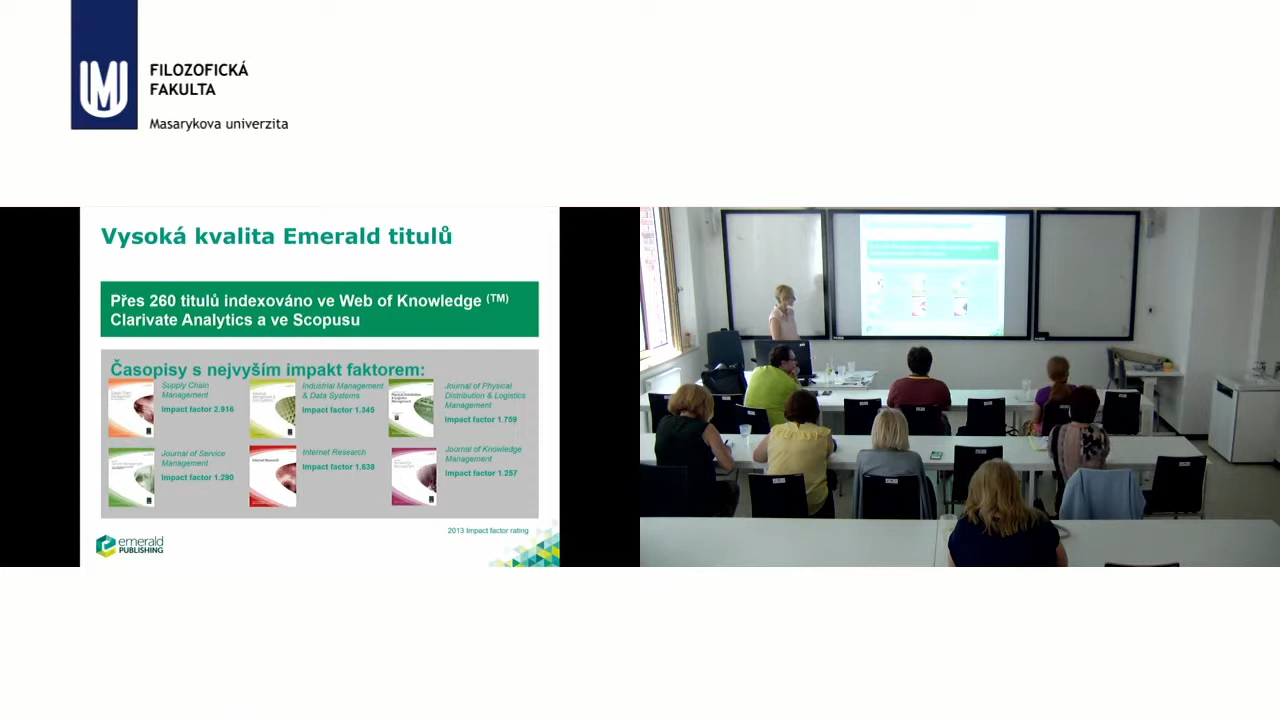 FILOZOFICKÁ
FAKULTA
Masarykova univerzita
Vysoká kvalita Emerald titulů
Přes 260 titulů indexováno ve Web of Knowledge (TM)
Clarivate Analytics a ve Scopusu
Časopisy s nejvyším impakt faktorem:
Supply Chain
Management
Impact factor 2.916
Industrial Management
& Data Systems
Impact factor 1.345
Journal of Physical
Distribution & Logistics
Management
Impact factor 1.759
Journal of Service
Management
Impact factor 1.290
Internet Research
Impact factor 1.638
Journal of Knowledge
Management
Impact factor 1.257
2013 Impact factor rating
emerald
PUBLISHING